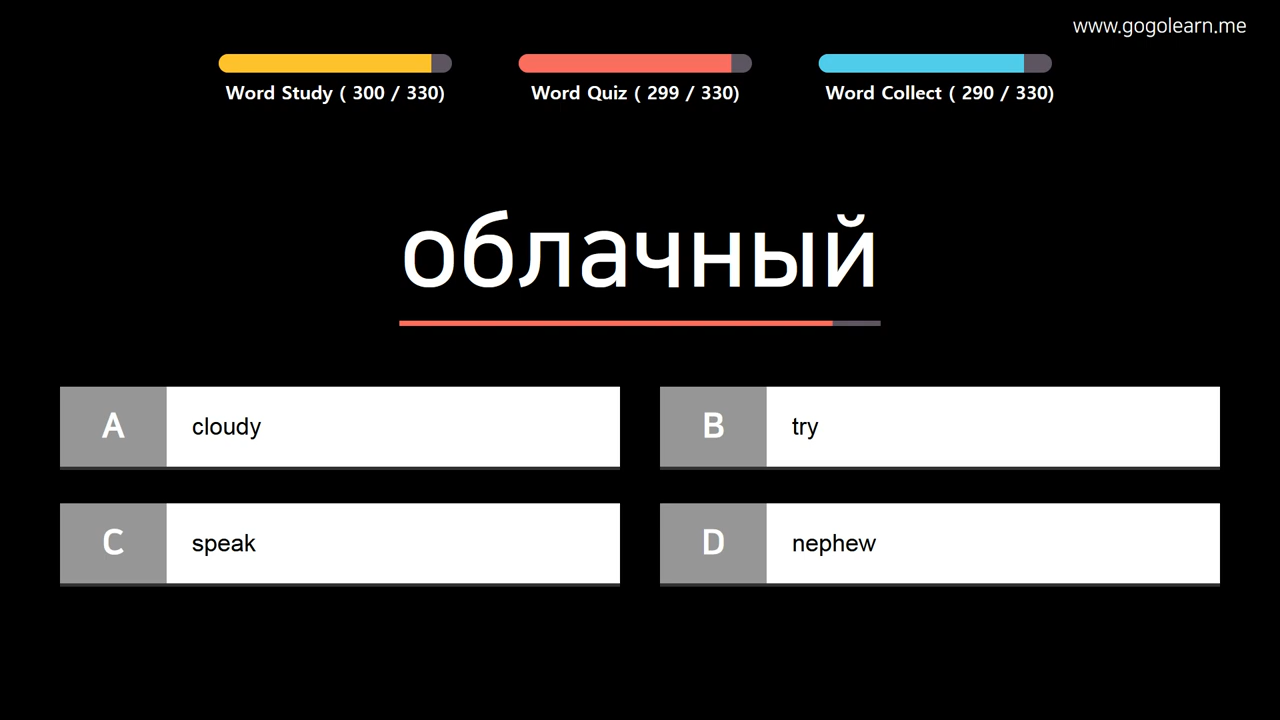 www.gogolearn.me
Word Study ( 300 / 330)
Word Quiz ( 299 / 330)
Word Collect ( 290 / 330)
облачный
A
cloudy
B
try
C
speak
D
nephew